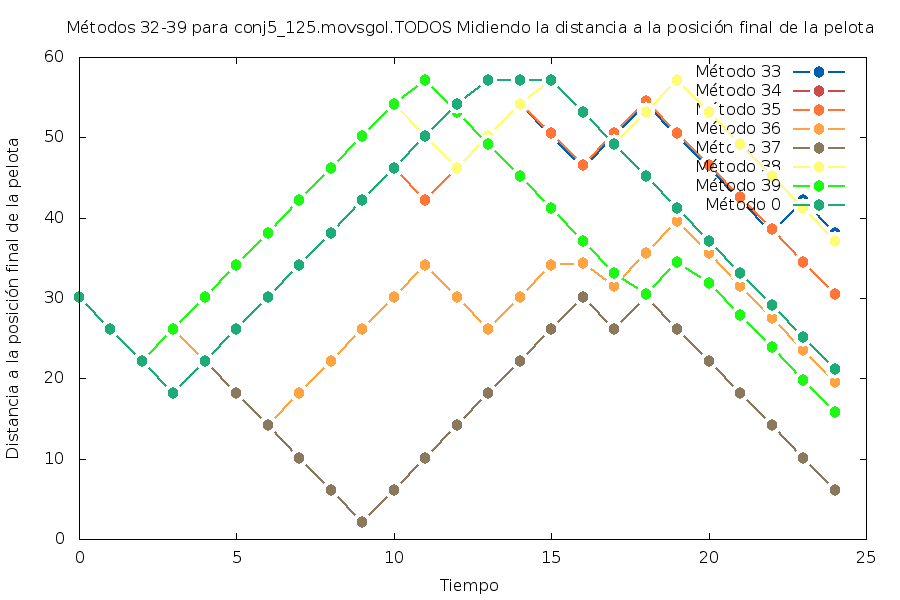 Métodos 32-39 para conj5_125.movsgol.TODOS Midiendo la distancia a la posición final de la pelota
Distancia a la posición final de la pelota
60
50
40
30
20
10
0
0 5 10 15 20 25
Tiempo
Método 33
Método 34
Método 35
Método 36
Método 37
Método 38
Método 39
Método 0